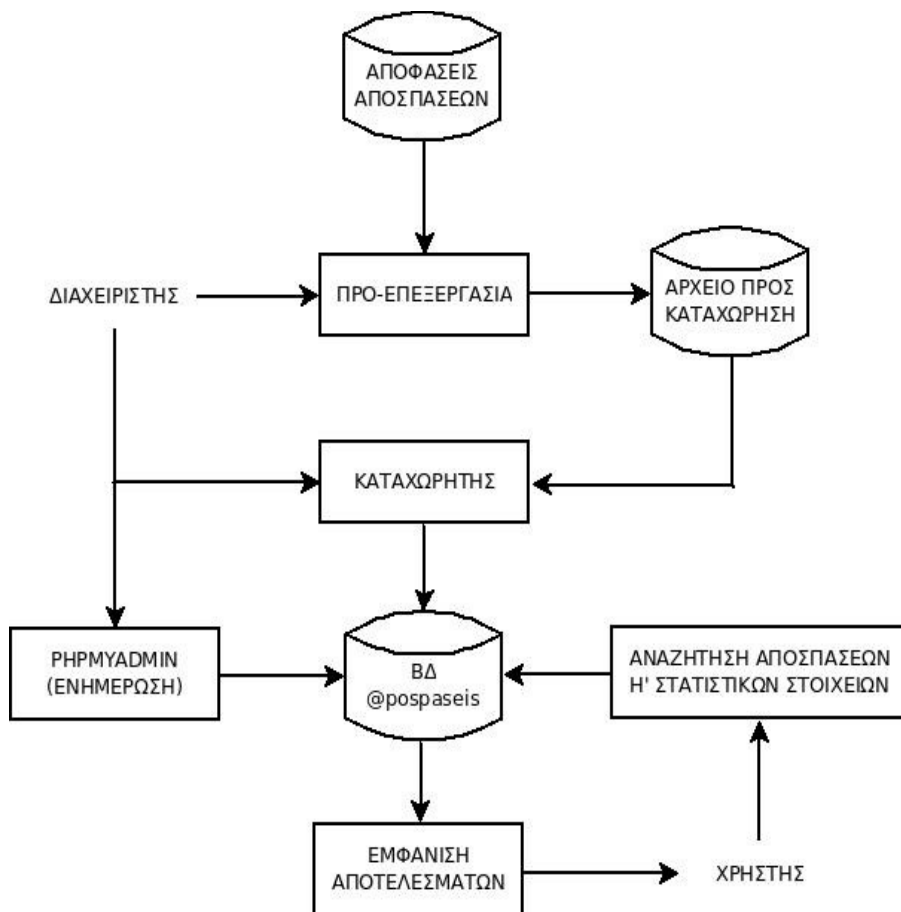 ΑΠΟΦΑΣΕΙΣ
ΑΠΟΣΠΑΣΕΩΝ
ΔΙΑΧΕΙΡΙΣΤΗΣ
ΠΡΟ-ΕΠΕΞΕΡΓΑΣΙΑ
ΑΡΧΕΙΟ ΠΡΟΣ
ΚΑΤΑΧΩΡΗΣΗ
ΚΑΤΑΧΩΡΗΤΗΣ
PHPMYADMIN
(ΕΝΗΜΕΡΩΣΗ)
ΒΔ
@pospaseis
ΑΝΑΖΗΤΗΣΗ ΑΠΟΣΠΑΣΕΩΝ
Η' ΣΤΑΤΙΣΤΙΚΩΝ ΣΤΟΙΧΕΙΩΝ
ΕΜΦΑΝΙΣΗ
ΑΠΟΤΕΛΕΣΜΑΤΩΝ
ΧΡΗΣΤΗΣ